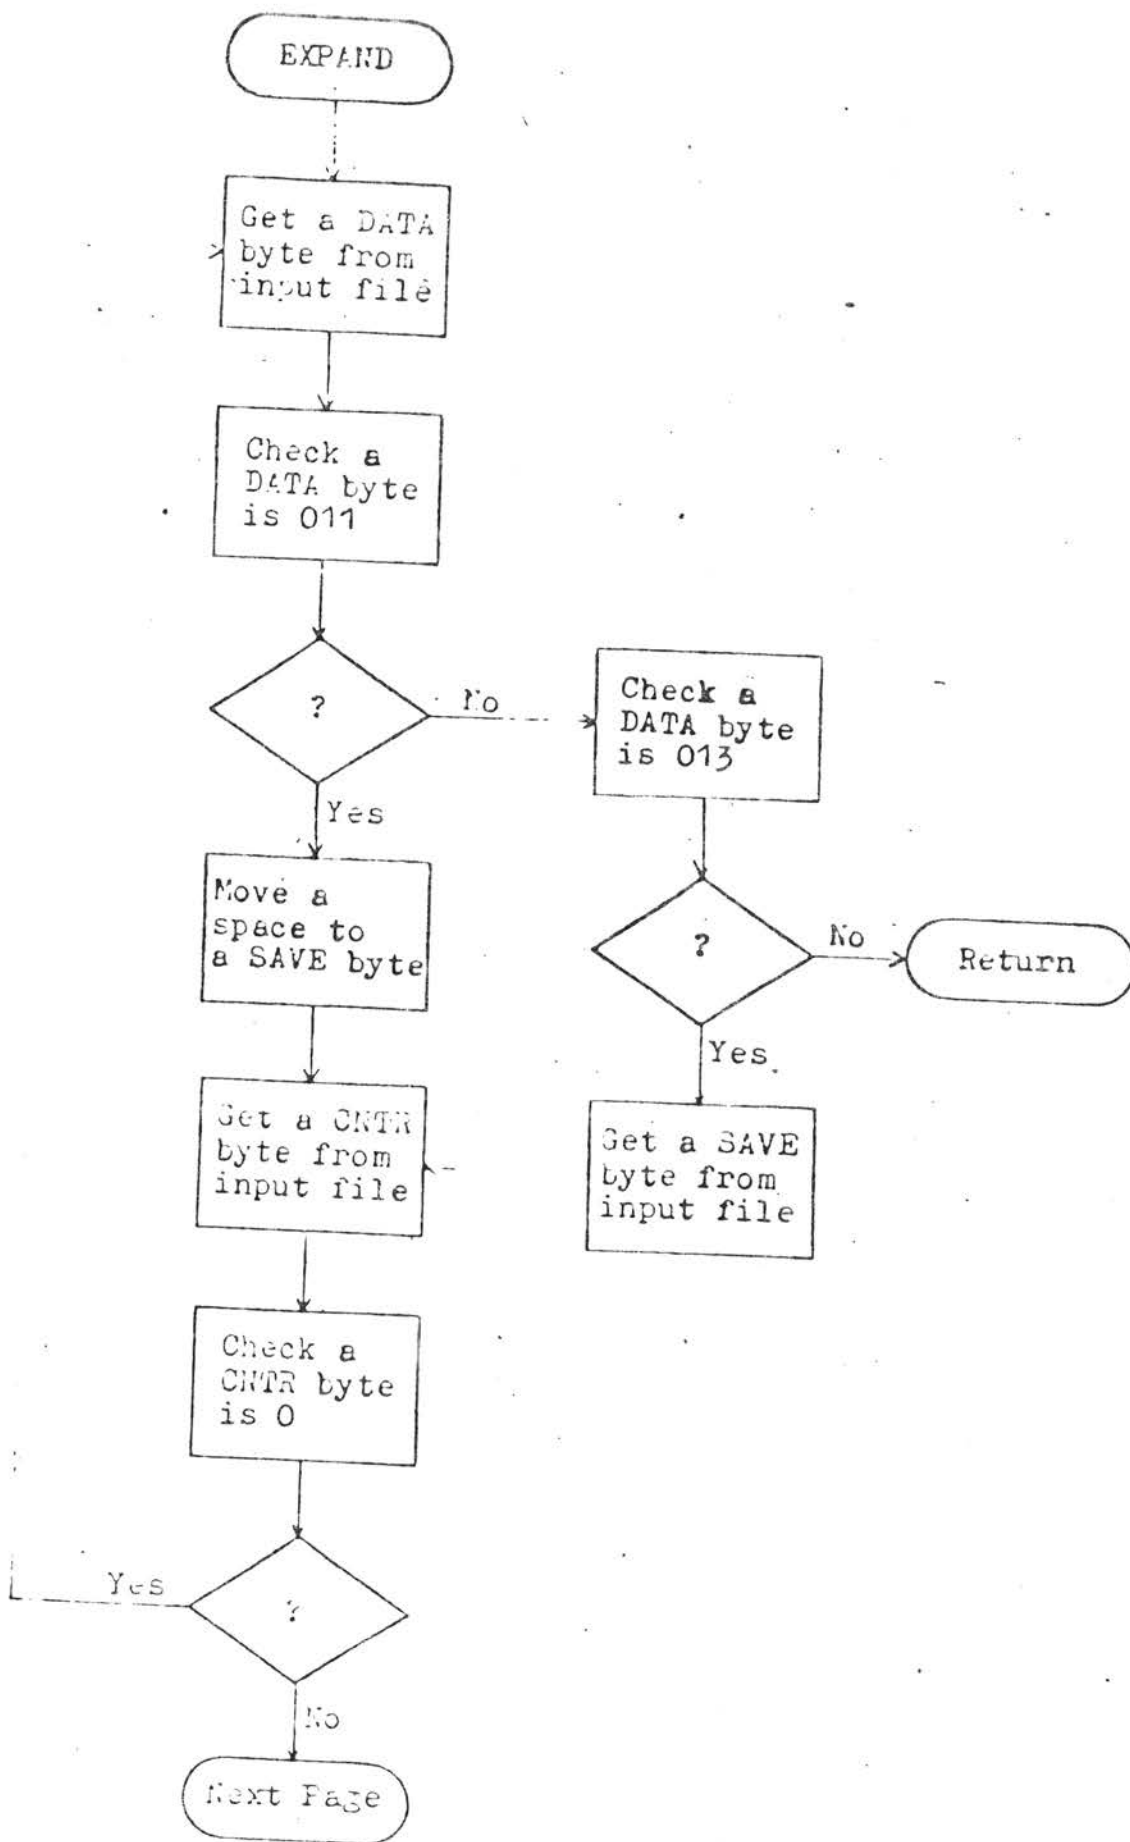 EXPAND
Get a DATA
byte from
input file
Check a
DATA byte
is 011
?
No
Yes
Check a
DATA byte
is 013
?
No
Return
Yes
Move a
space to
a SAVE byte
Get a SAVE
byte from
input file
Get a CNTR
byte from
input file
Check a
CNTR byte
is 0
?
Yes
No
Next Page